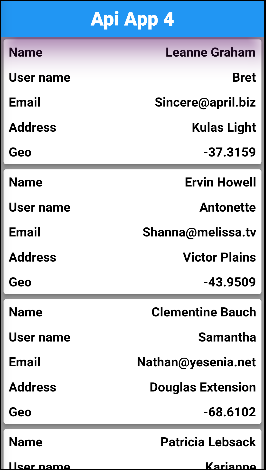 Api App 4
Name Leanne Graham
User name Bret
Email Sincere@april.biz
Address Kulas Light
Geo -37.3159
Name Ervin Howell
User name Antonette
Email Shanna@melissa.tv
Address Victor Plains
Geo -43.9509
Name Clementine Bauch
User name Samantha
Email Nathan@yesenia.net
Address Douglas Extension
Geo -68.6102
Name Patricia Lebsack
User name Karianne